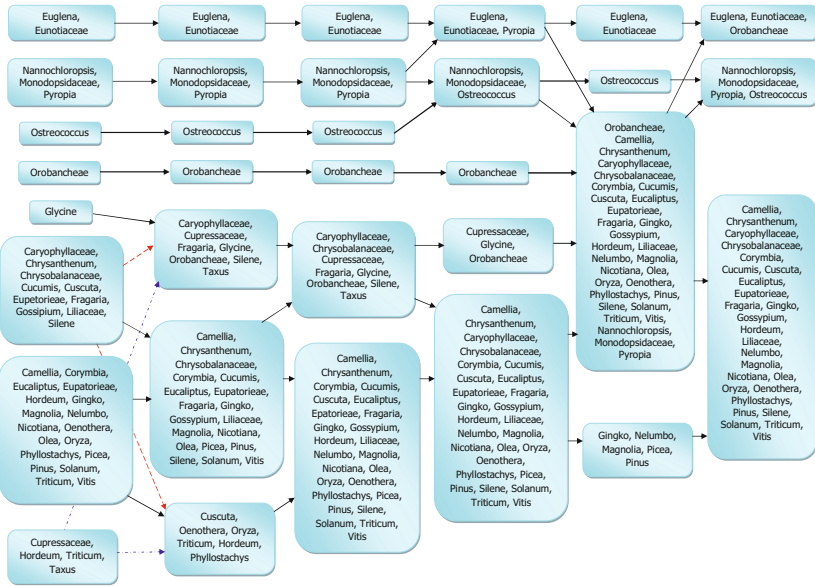 Euglena,
Eunotiaceae
Nannochloropsis,
Monodopsidaceae,
Pyropia
Ostreococcus
Orobancheae
Glycine
Caryophyllaceae,
Chrysanthenum,
Chrysobalanaceae,
Cucumis, Cuscuta,
Eupetorieae, Fragaria,
Gossipium, Liliaceae,
Silene
Camellia, Corymbia,
Eucaliptus, Eupatorieae,
Hordeum, Gingko,
Magnolia, Nelumbo,
Nicotiana, Oenothera,
Olea, Oryza,
Phyllostachys, Picea,
Pinus, Solanum,
Triticum, Vitis
Cupressaceae,
Hordeum, Triticum,
Taxus
Euglena,
Eunotiaceae
Nannochloropsis,
Monodopsidaceae,
Pyropia
Ostreococcus
Orobancheae
Caryophyllaceae,
Cupressaceae,
Fragaria, Glycine,
Orobancheae, Silene,
Taxus
Camellia,
Chrysanthenum,
Chrysobalanaceae,
Corymbia, Cucumis,
Eucaliptus, Eupatorieae,
Fragaria, Gingko,
Gossypium, Liliaceae,
Magnolia, Nicotiana,
Olea, Picea, Pinus,
Silene, Solanum, Vitis
Cuscuta,
Oenothera, Oryza,
Triticum, Hordeum,
Phyllostachys
Euglena,
Eunotiaceae
Nannochloropsis,
Monodopsidaceae,
Pyropia
Ostreococcus
Orobancheae
Caryophyllaceae,
Chrysobalanaceae,
Cupressaceae,
Fragaria, Glycine,
Orobancheae, Silene,
Taxus
Camellia,
Chrysanthenum,
Corymbia, Cucumis,
Cuscuta, Eucaliptus,
Epatorieae, Fragaria,
Gingko, Gossypium,
Hordeum, Liliaceae,
Nelumbo, Magnolia,
Nicotiana, Olea,
Oryza, Oenothera,
Phyllostachys, Picea,
Pinus, Silene,
Solanum, Triticum,
Vitis
Euglena,
Eunotiaceae, Pyropia
Nannochloropsis,
Monodopsidaceae,
Ostreococcus
Orobancheae
Cupressaceae,
Glycine,
Orobancheae
Camellia,
Chrysanthenum,
Caryophyllaceae,
Chrysobalanaceae,
Corymbia, Cucumis,
Cuscuta, Eucaliptus,
Eupatorieae, Fragaria,
Gingko, Gossypium,
Hordeum, Liliaceae,
Nelumbo, Magnolia,
Nicotiana, Olea, Oryza,
Oenothera,
Phyllostachys, Picea,
Pinus, Silene, Solanum,
Triticum, Vitis
Euglena,
Eunotiaceae
Ostreococcus
Orobancheae,
Camellia,
Chrysanthenum,
Caryophyllaceae,
Chrysobalanaceae,
Corymbia, Cucumis,
Cuscuta, Eucaliptus,
Eupatorieae,
Fragaria, Gingko,
Gossypium,
Hordeum, Liliaceae,
Nelumbo, Magnolia,
Nicotiana, Olea,
Oryza, Oenothera,
Phyllostachys, Pinus,
Silene, Solanum,
Triticum, Vitis,
Nannochloropsis,
Monodopsidaceae,
Pyropia
Gingko, Nelumbo,
Magnolia, Picea,
Pinus
Euglena, Eunotiaceae,
Orobancheae
Nannochloropsis,
Monodopsidaceae,
Pyropia, Ostreococcus
Camellia,
Chrysanthenum,
Caryophyllaceae,
Chrysobalanaceae,
Corymbia,
Cucumis, Cuscuta,
Eucaliptus,
Eupatorieae,
Fragaria, Gingko,
Gossypium,
Hordeum,
Liliaceae,
Nelumbo,
Magnolia,
Nicotiana, Olea,
Oryza, Oenothera,
Phyllostachys,
Pinus, Silene,
Solanum, Triticum,
Vitis